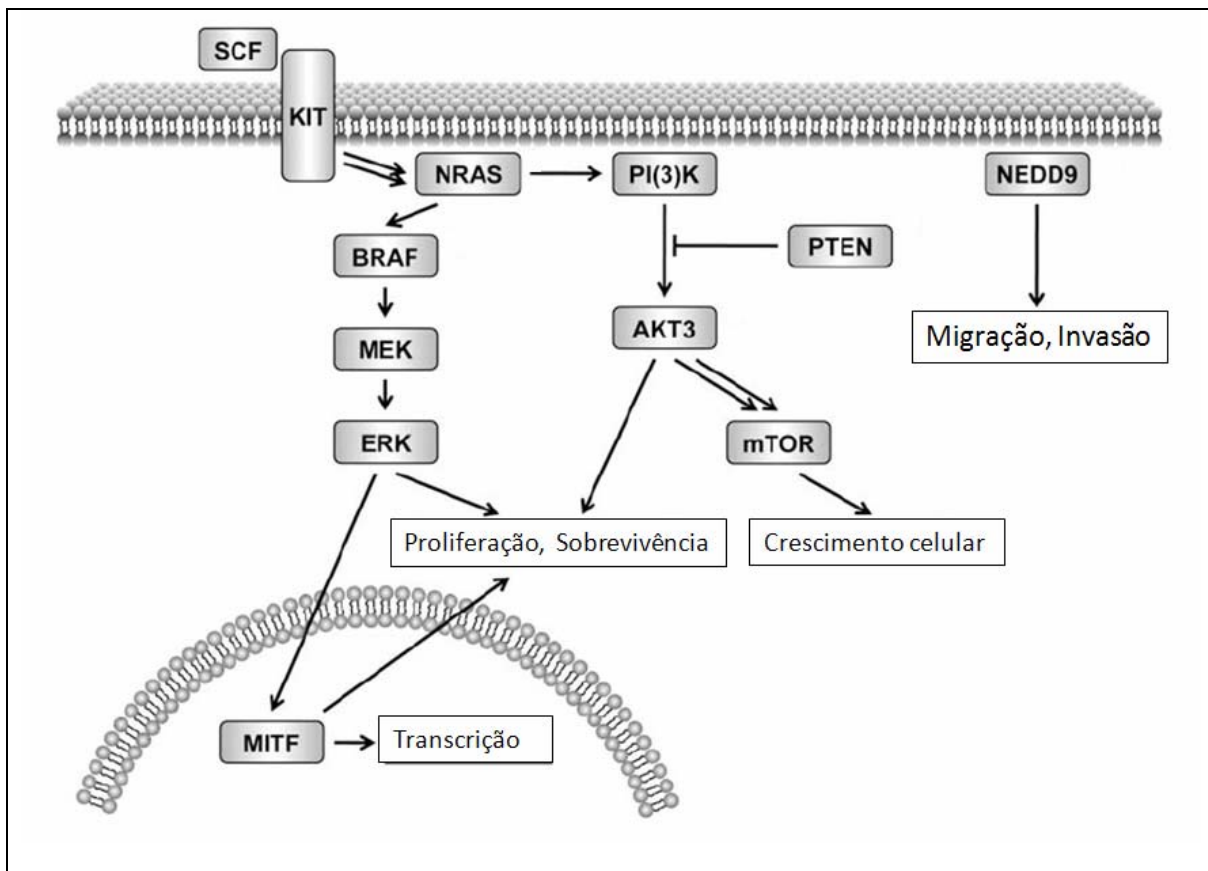 SCF
KIT
NRAS
PI(3)K
NEDD9
BRAF
PTEN
AKT3
Migração, Invasão
MEK
ERK
mTOR
Proliferação, Sobrevivência
Crescimento celular
MITF
Transcrição